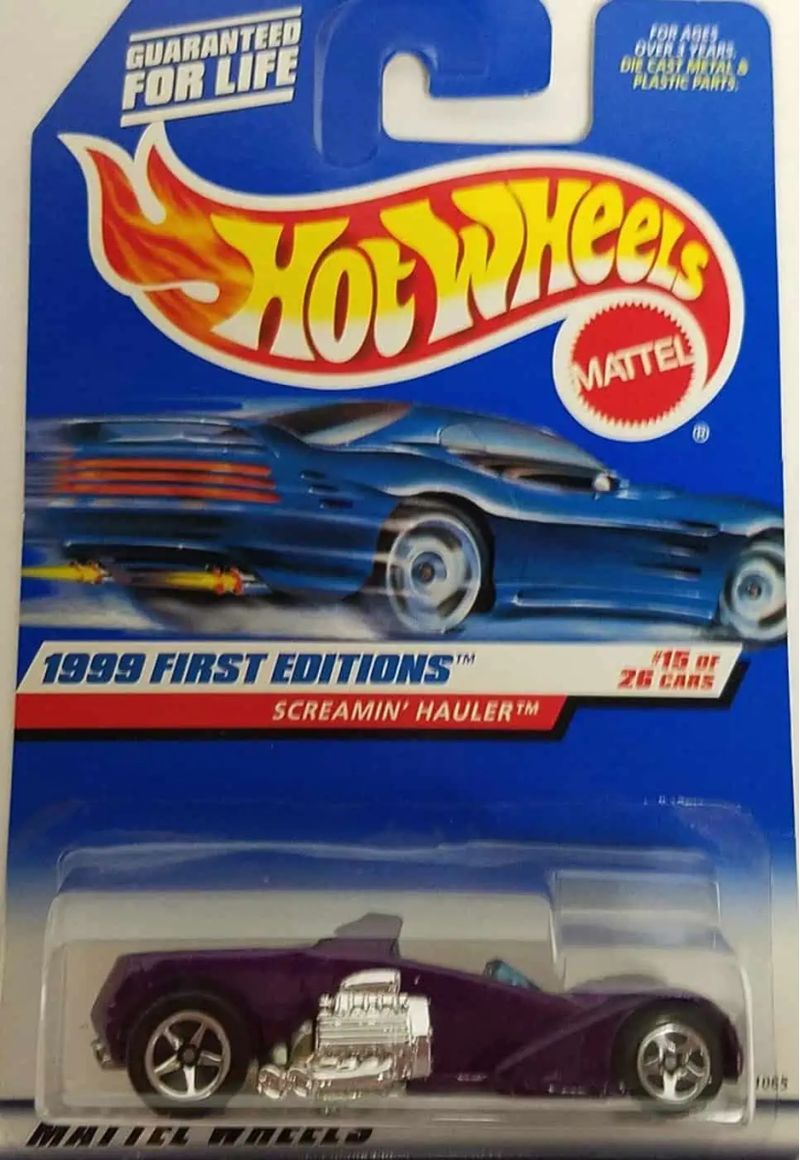 GUARANTEED
FOR LIFE
FOR AGES
OVER 3 YEARS.
DIE CAST METAL &
PLASTIC PARTS.
HOT WHEELS
MATTEL
®
1999 FIRST EDITIONS™
#15 OF
26 CARS
SCREAMIN' HAULER™
MATTEL WHEELS